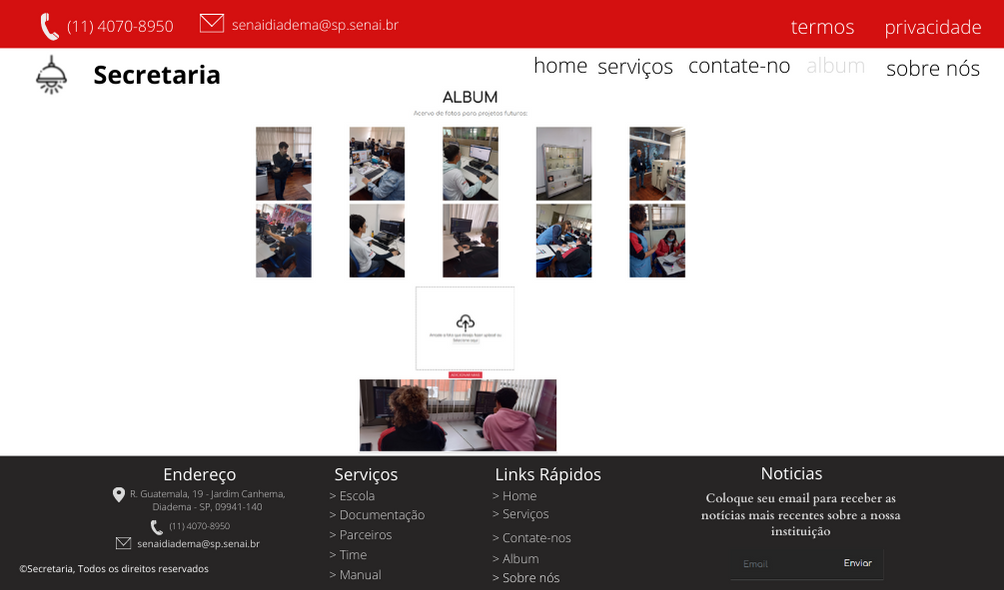 (11) 4070-8950
senaidiadema@sp.senai.br
termos
privacidade
Secretaria
home
serviços
contate-no
album
sobre nós
ALBUM
Acervo de fotos para projetos futuros:
Endereço
R. Guatemala, 19 - Jardim Canhema,
Diadema - SP, 09941-140
(11) 4070-8950
senaidiadema@sp.senai.br
©Secretaria, Todos os direitos reservados
Serviços
> Escola
> Documentação
> Parceiros
> Time
> Manual
Links Rápidos
> Home
> Serviços
> Contate-nos
> Album
> Sobre nós
Noticias
Coloque seu email para receber as
notícias mais recentes sobre a nossa
instituição
Email
Enviar